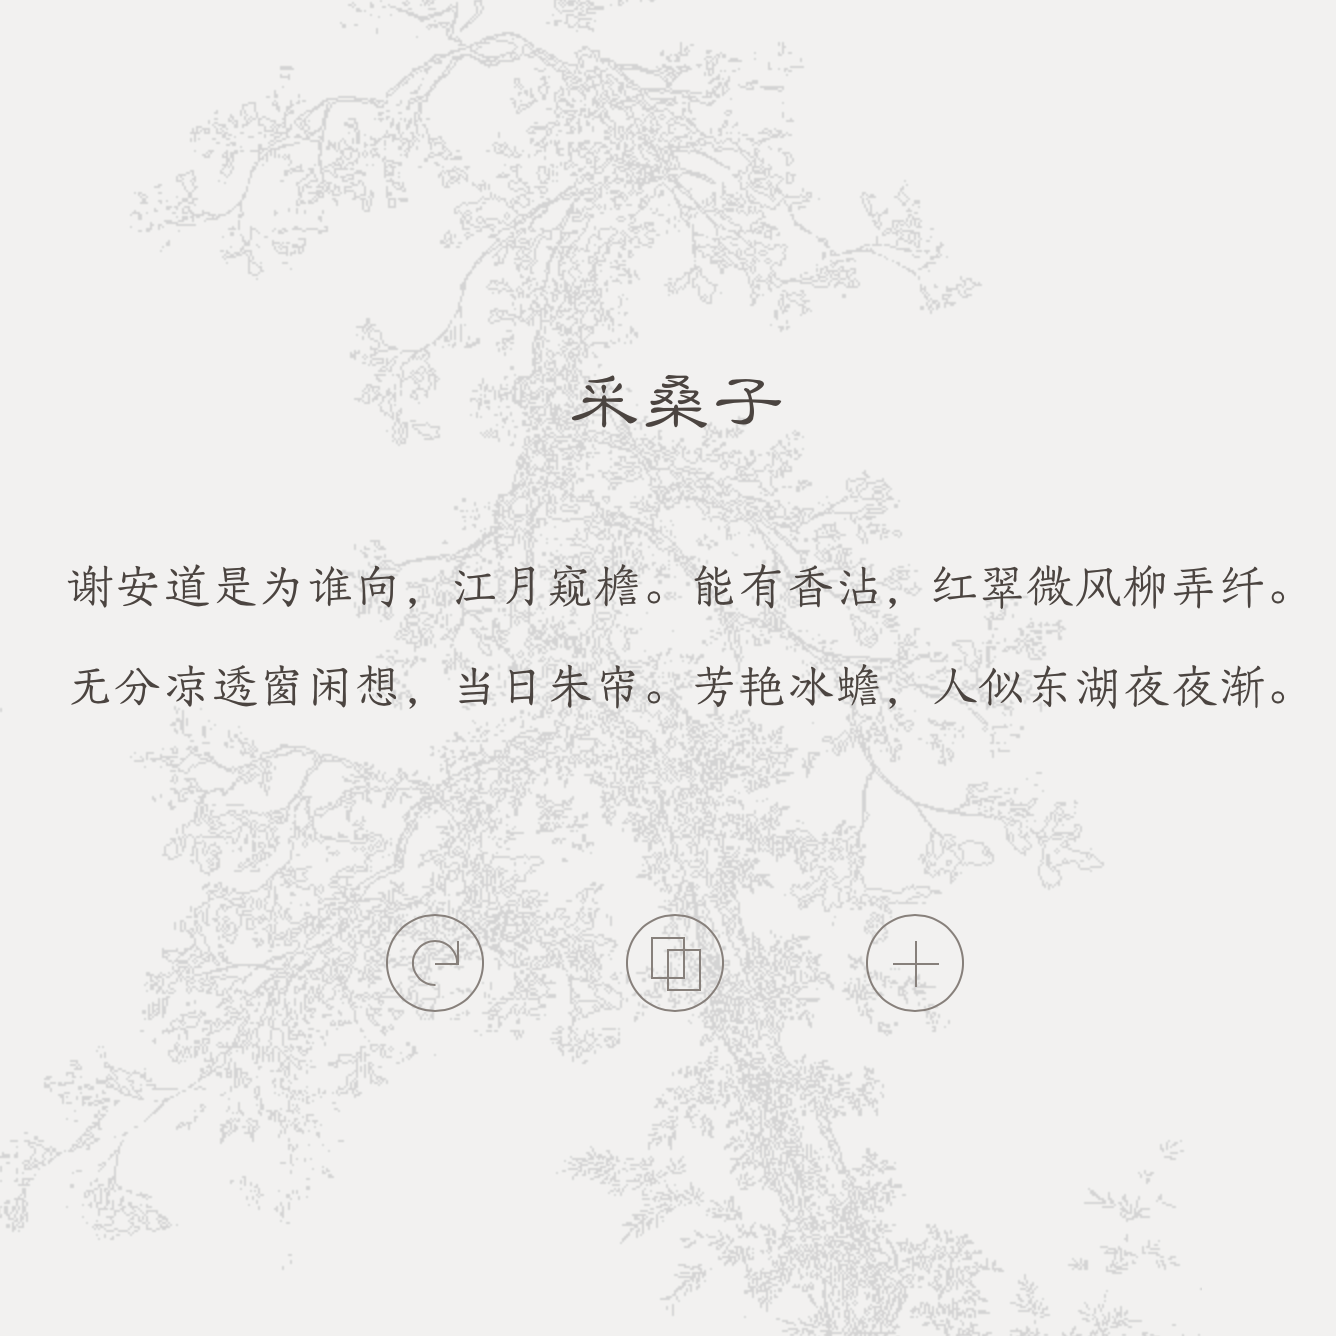 采桑子
谢安道是为谁向，江月窥檐。能有香沾，红翠微风柳弄纤。
无分凉透窗闲想，当日朱帘。芳艳冰蟾，人似东湖夜夜渐。